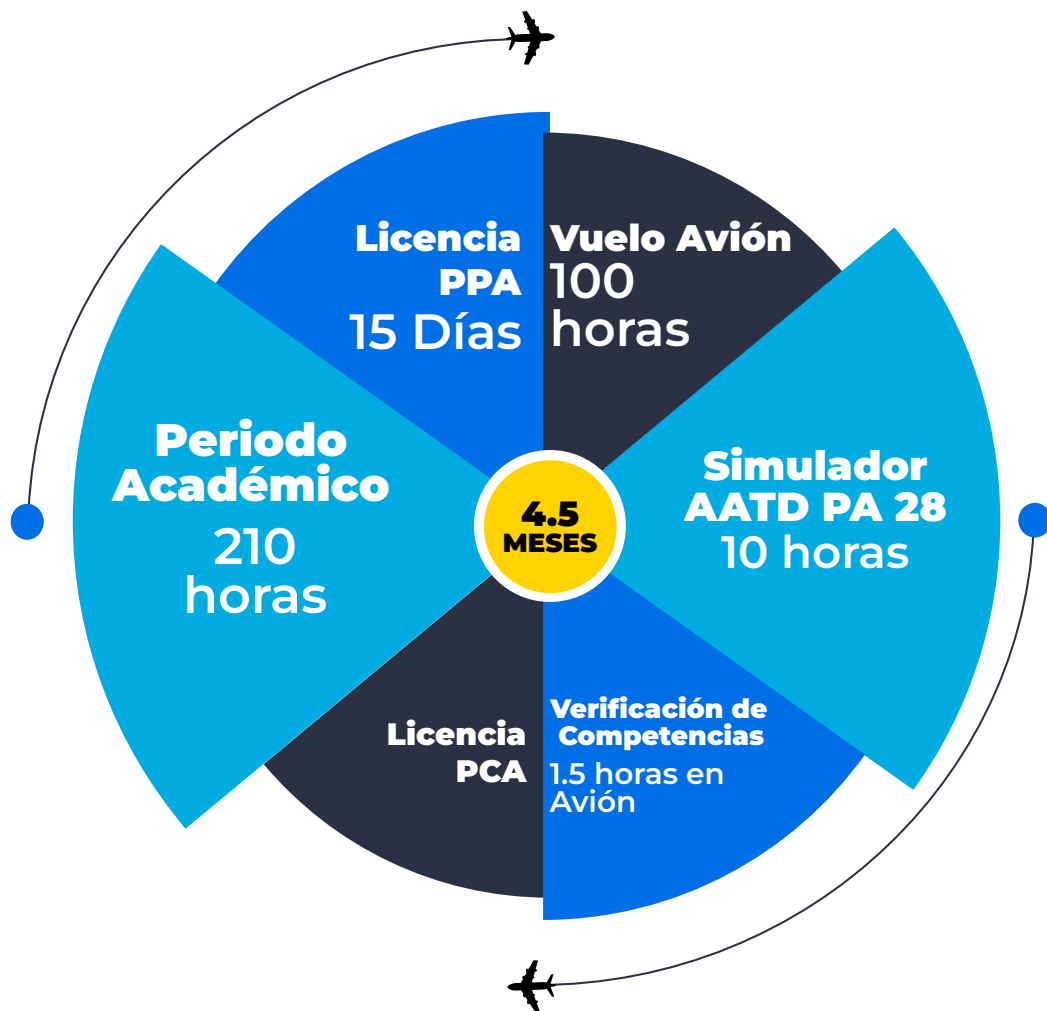 Licencia
PPA
15 Días
Vuelo Avión
100
horas
Periodo
Académico
210
horas
Simulador
AATD PA 28
10 horas
4.5
MESES
Licencia
PCA
Verificación de
Competencias
1.5 horas en
Avión